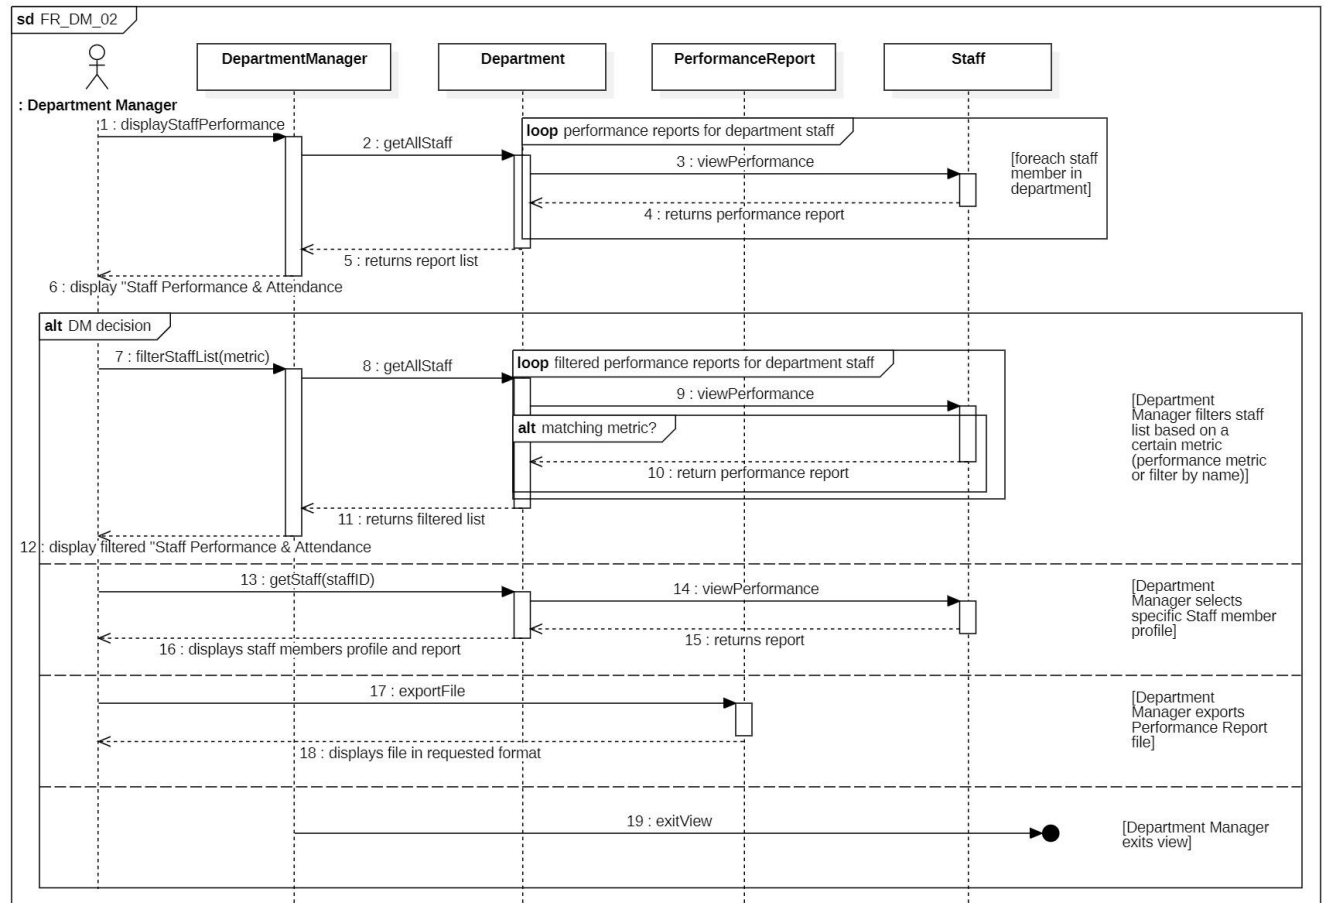 sd FR_DM_02
DepartmentManager
Department
PerformanceReport
Staff
: Department Manager
1 : displayStaffPerformance
loop performance reports for department staff
2 : getAllStaff
3 : viewPerformance
[foreach staff
member in
department]
4 : returns performance report
5 : returns report list
6 : display "Staff Performance & Attendance
alt DM decision
7 : filterStaffList(metric)
8 : getAllStaff
loop filtered performance reports for department staff
9 : viewPerformance
[Department
Manager filters staff
list based on a
certain metric
(performance metric
or filter by name)]
alt matching metric?
10 : return performance report
11 : returns filtered list
12 : display filtered "Staff Performance & Attendance
13 : getStaff(staffID)
14 : viewPerformance
[Department
Manager selects
specific Staff member
profile]
15 : returns report
16 : displays staff members profile and report
17 : exportFile
[Department
Manager exports
Performance Report
file]
18 : displays file in requested format
19 : exitView
[Department Manager
exits view]